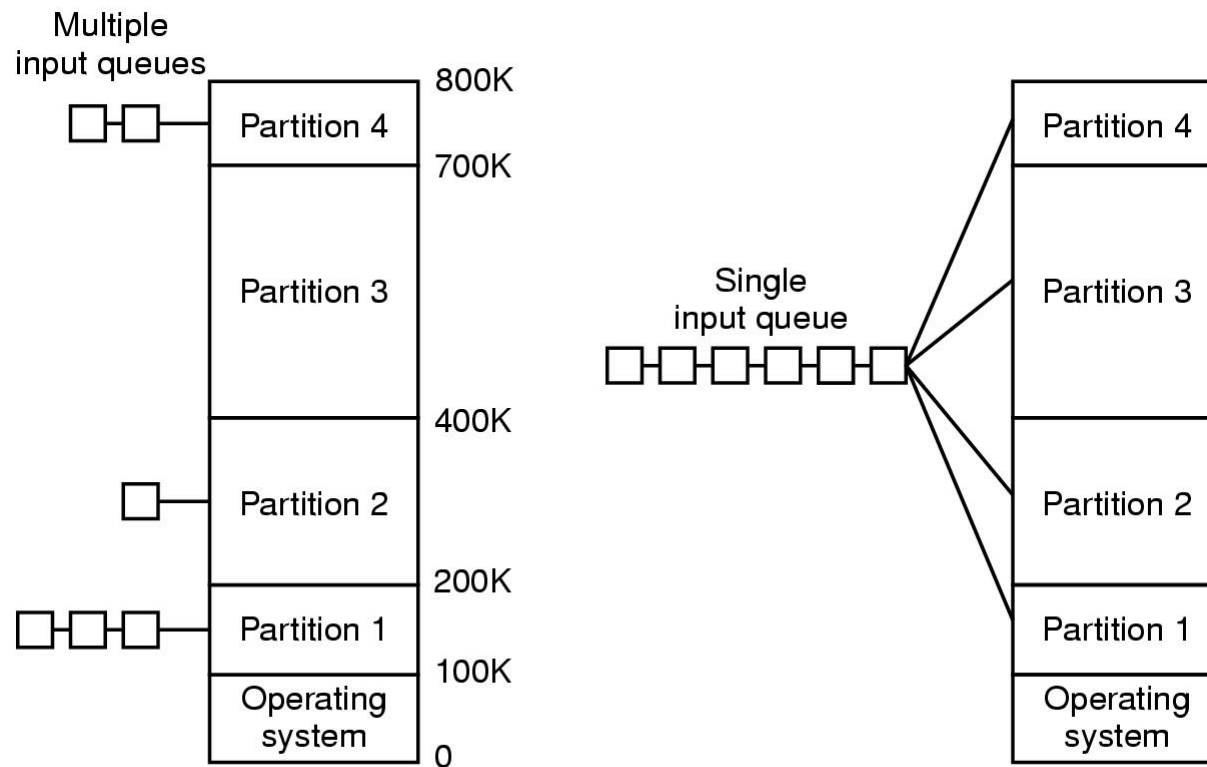 Multiple
input queues
800K
Partition 4
700K
Partition 3
400K
Partition 2
200K
Partition 1
100K
Operating
system
0
Single
input queue
Partition 4
Partition 3
Partition 2
Partition 1
Operating
system